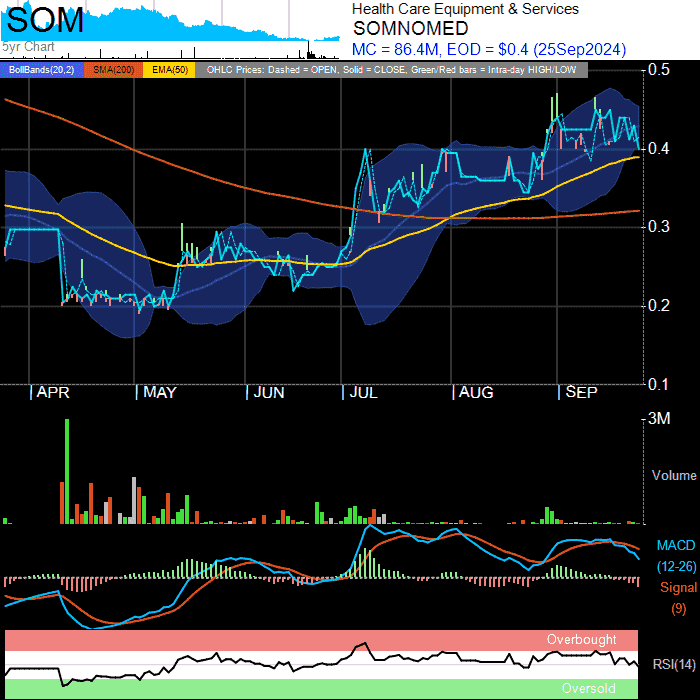 SOM
5yr Chart
Health Care Equipment & Services
SOMNOMED
MC = 86.4M, EOD = $0.4 (25Sep2024)
BollBands(20,2) SMA(200) EMA(50) OHLC Prices: Dashed = OPEN, Solid = CLOSE, Green/Red bars = Intra-day HIGH/LOW
0.5
0.4
0.3
0.2
0.1
APR MAY JUN JUL AUG SEP
3M
Volume
MACD
(12-26)
Signal
(9)
Overbought
RSI(14)
Oversold